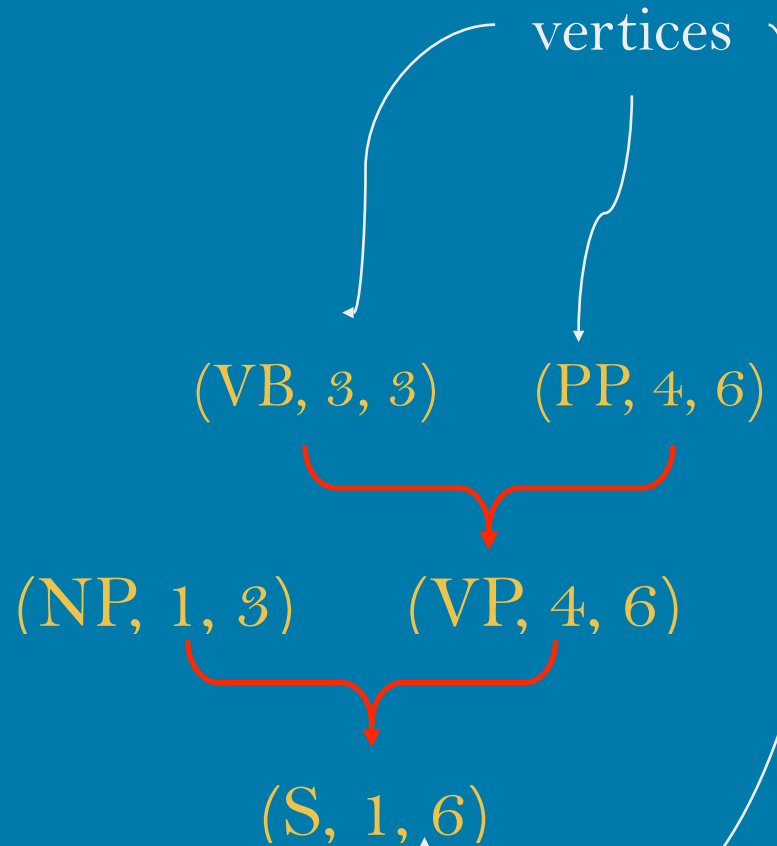 vertices
(VB, 3, 3) (PP, 4, 6)
(NP, 1, 3) (VP, 4, 6)
(S, 1, 6)